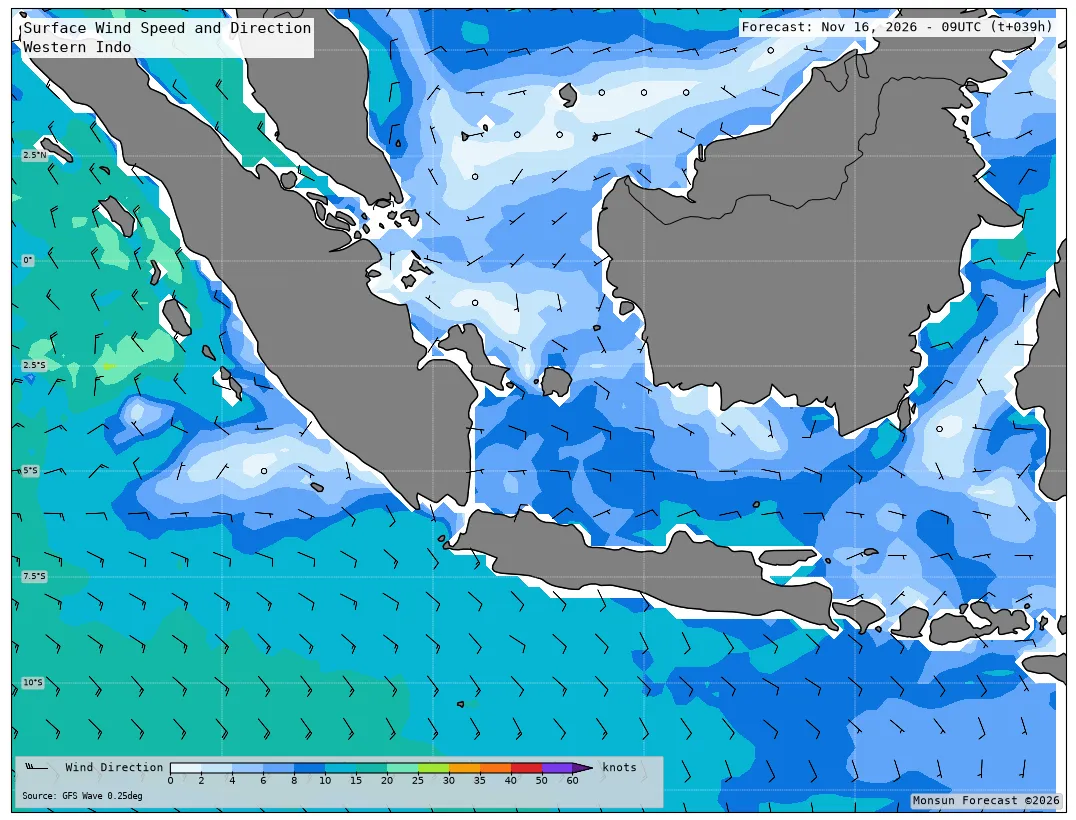 Surface Wind Speed and Direction
Western Indo
Forecast: Nov 16, 2026 - 09UTC (t+039h)
2.5°N
0°
2.5°S
5°S
7.5°S
10°S
Wind Direction
0 2 4 6 8 10 15 20 25 30 35 40 50 60
knots
Source: GFS Wave 0.25deg
Monsun Forecast ©2026